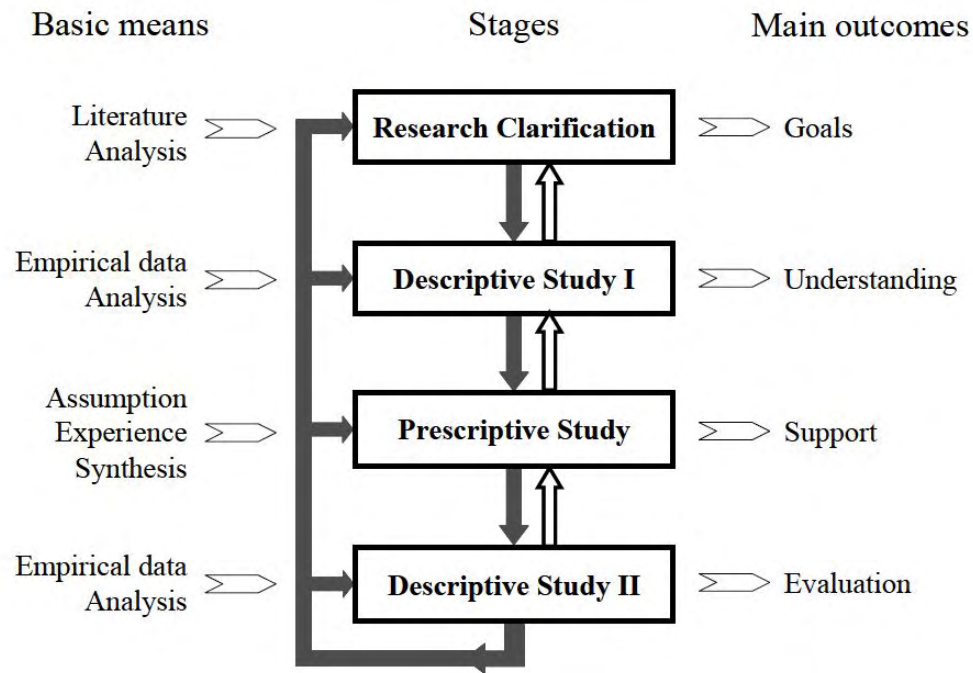 Basic means
Stages
Main outcomes
Literature
Analysis
Research Clarification
Goals
Empirical data
Analysis
Descriptive Study I
Understanding
Assumption
Experience
Synthesis
Prescriptive Study
Support
Empirical data
Analysis
Descriptive Study II
Evaluation